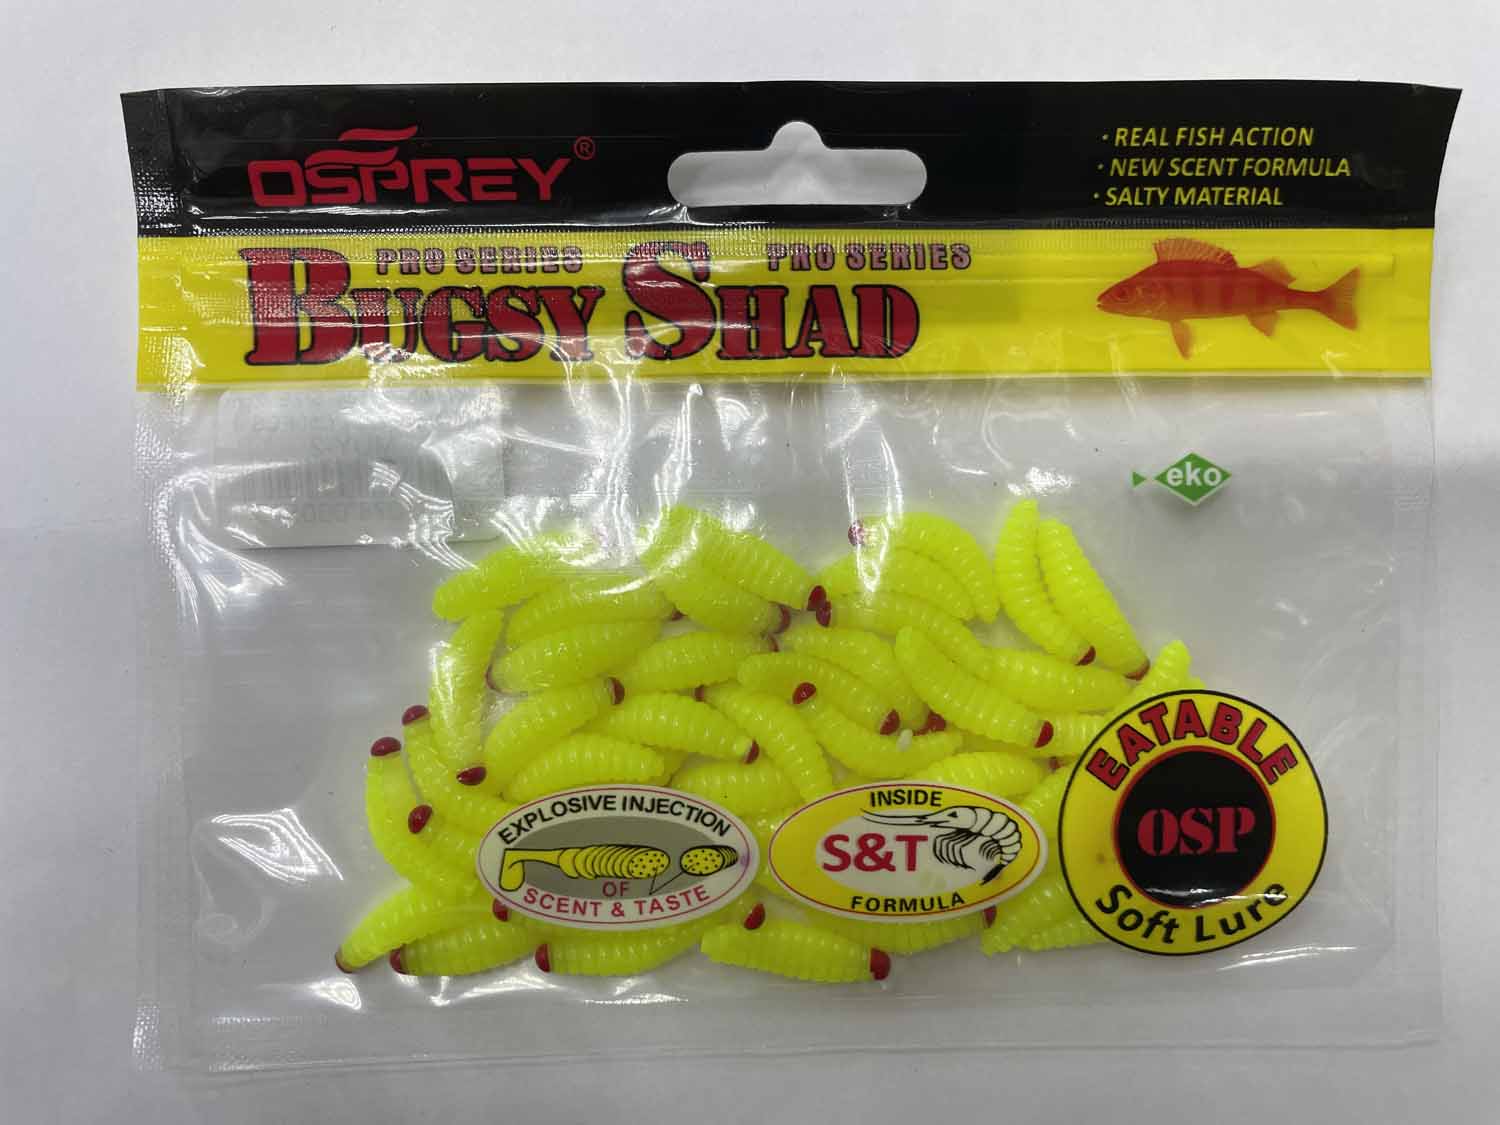 OSPREY®
· REAL FISH ACTION
· NEW SCENT FORMULA
· SALTY MATERIAL
PRO SERIES PRO SERIES
BUGSY SHAD
eko
EXPLOSIVE INJECTION
OF
SCENT & TASTE
INSIDE
S&T
FORMULA
EATABLE
OSP
Soft Lure